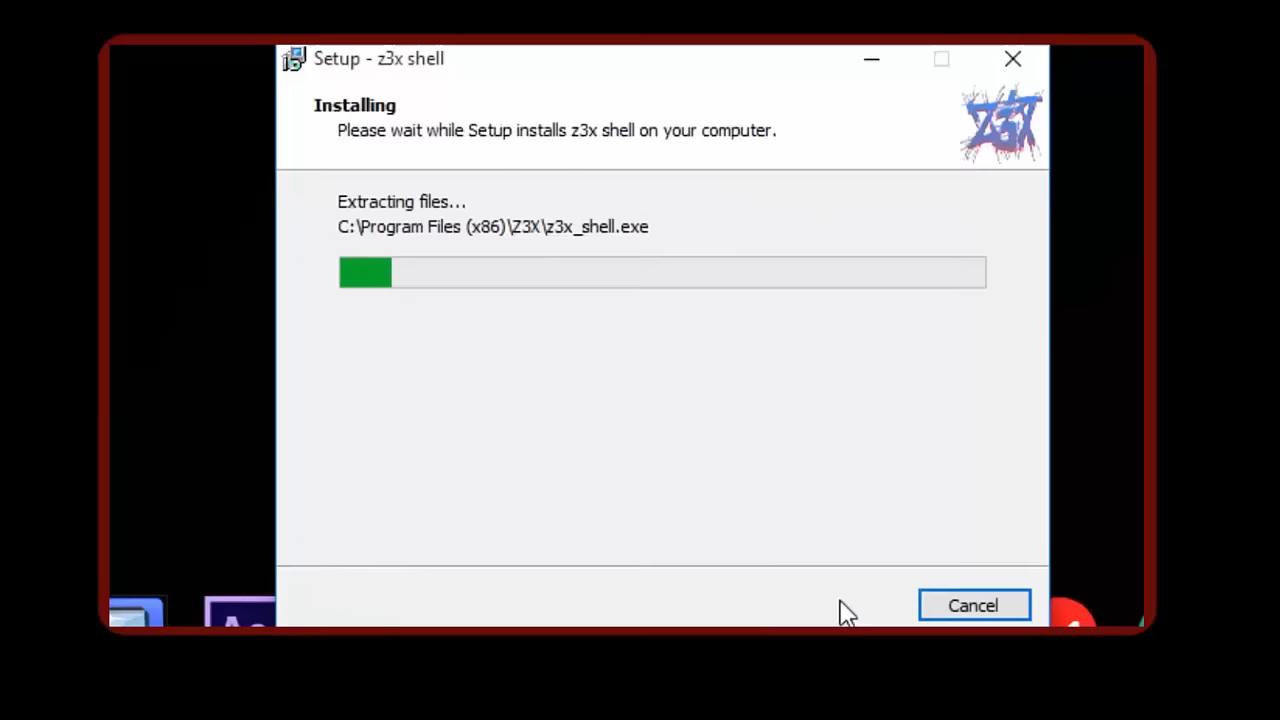 Setup - z3x shell
Installing
Please wait while Setup installs z3x shell on your computer.
Z3X
Extracting files...
C:\Program Files (x86)\Z3X\z3x_shell.exe
Cancel